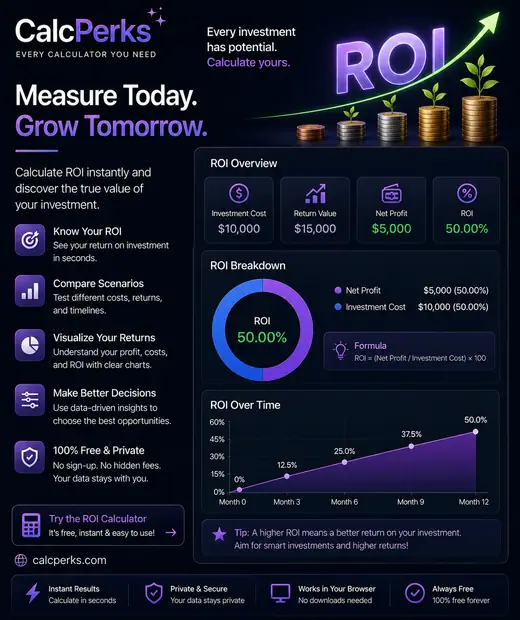 CalcPerks
EVERY CALCULATOR YOU NEED
Every investment
has potential.
Calculate yours.
ROI
Measure Today.
Grow Tomorrow.
Calculate ROI instantly and
discover the true value of
your investment.
Know Your ROI
See your return on investment
in seconds.
Compare Scenarios
Test different costs, returns,
and timelines.
Visualize Your Returns
Understand your profit, costs,
and ROI with clear charts.
Make Better Decisions
Use data-driven insights to
choose the best opportunities.
100% Free & Private
No sign-up. No hidden fees.
Your data stays with you.
Try the ROI Calculator
It's free, instant & easy to use!
calcperks.com
ROI Overview
Investment Cost
$10,000
Return Value
$15,000
Net Profit
$5,000
ROI
50.00%
ROI Breakdown
ROI
50.00%
Net Profit $5,000 (50.00%)
Investment Cost $10,000 (50.00%)
Formula
ROI = (Net Profit / Investment Cost) × 100
ROI Over Time
60%
45%
30%
15%
0%
0%
12.5%
25.0%
37.5%
50.0%
Month 0
Month 3
Month 6
Month 9
Month 12
Tip: A higher ROI means a better return on your investment.
Aim for smart investments and higher returns!
Instant Results
Calculate in seconds
Private & Secure
Your data stays private
Works in Your Browser
No downloads needed
Always Free
100% free forever